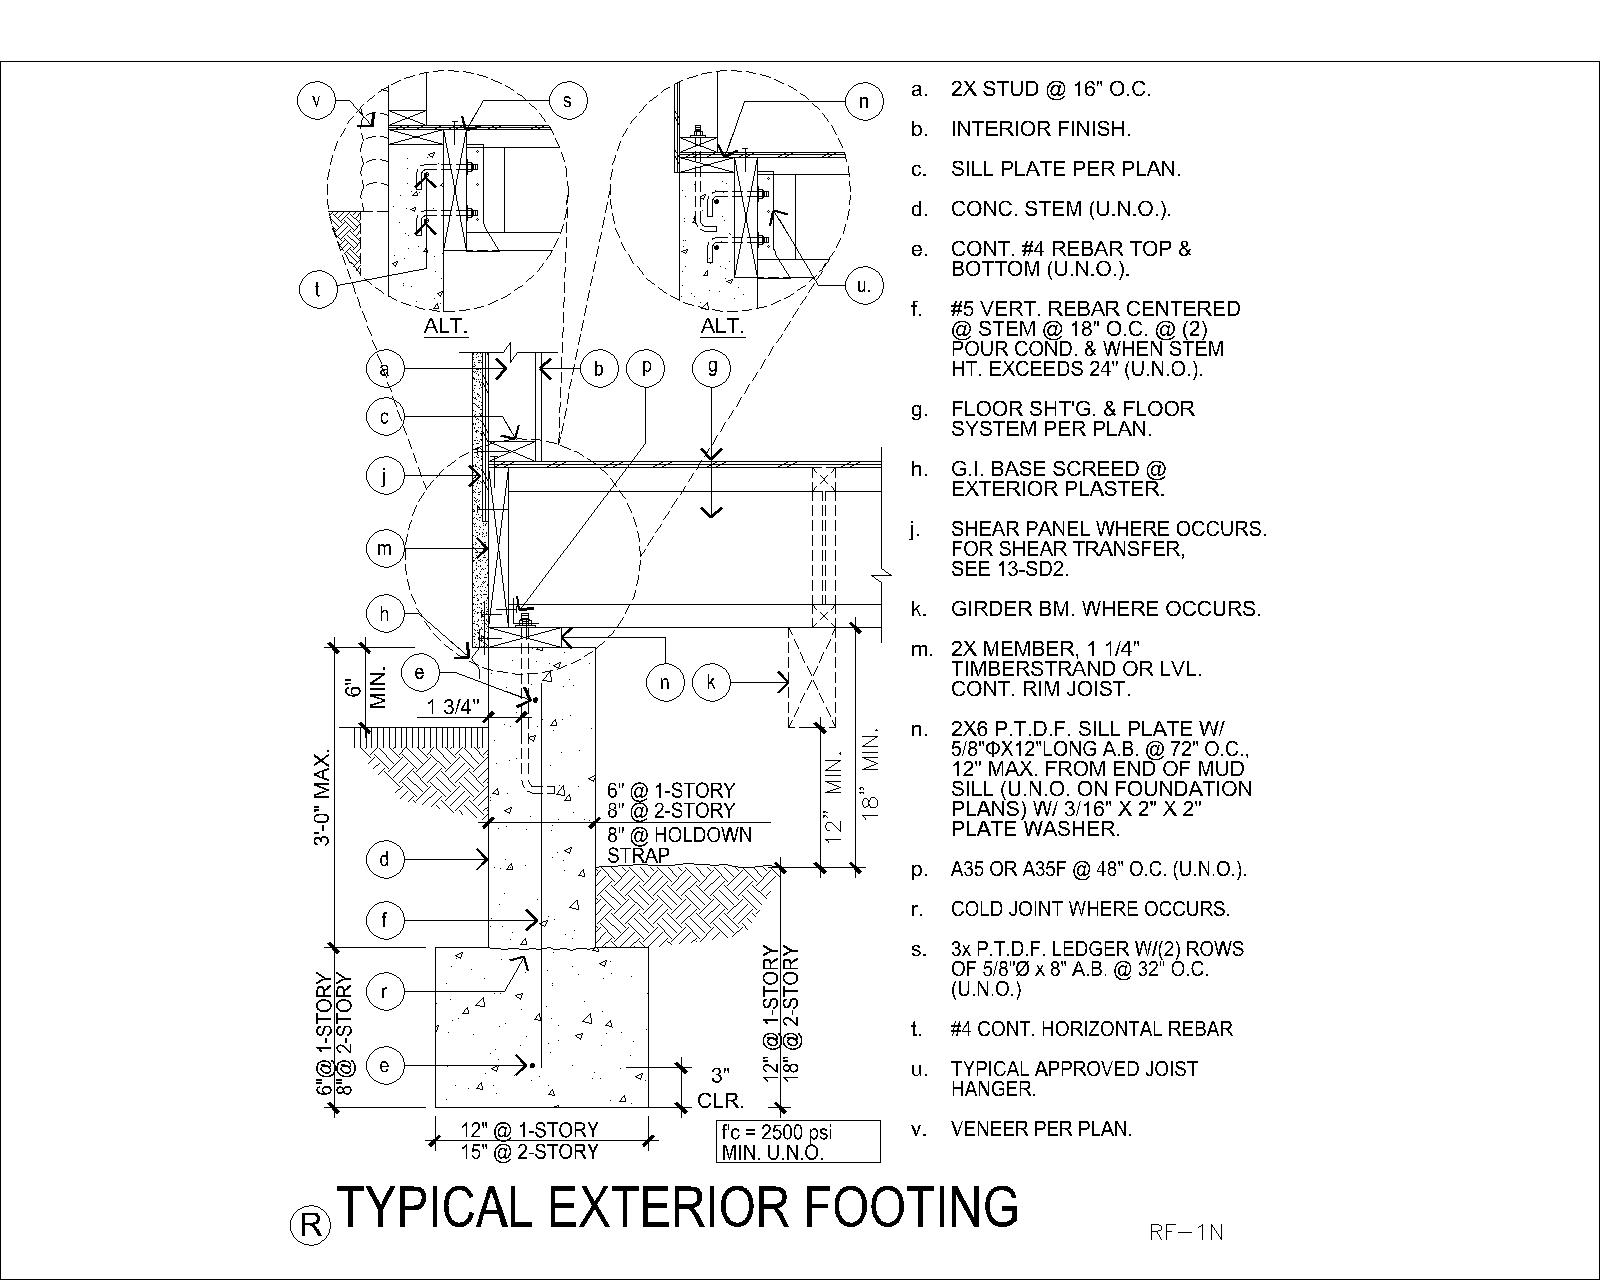 v
s
n
t
u.
ALT.
ALT.
a
b
p
g
c
j
m
h
e
n
k
6"
MIN.
1 3/4"
3'-0" MAX.
6" @ 1-STORY
8" @ 2-STORY
8" @ HOLDOWN
STRAP
12" MIN.
18" MIN.
d
f
r
e
6"@ 1-STORY
8"@ 2-STORY
12" @ 1-STORY
18" @ 2-STORY
3"
CLR.
12" @ 1-STORY
15" @ 2-STORY
f'c = 2500 psi
MIN. U.N.O.
a. 2X STUD @ 16" O.C.
b. INTERIOR FINISH.
c. SILL PLATE PER PLAN.
d. CONC. STEM (U.N.O.).
e. CONT. #4 REBAR TOP &
BOTTOM (U.N.O.).
f. #5 VERT. REBAR CENTERED
@ STEM @ 18" O.C. @ (2)
POUR COND. & WHEN STEM
HT. EXCEEDS 24" (U.N.O.).
g. FLOOR SHT'G. & FLOOR
SYSTEM PER PLAN.
h. G.I. BASE SCREED @
EXTERIOR PLASTER.
j. SHEAR PANEL WHERE OCCURS.
FOR SHEAR TRANSFER,
SEE 13-SD2.
k. GIRDER BM. WHERE OCCURS.
m. 2X MEMBER, 1 1/4"
TIMBERSTRAND OR LVL.
CONT. RIM JOIST.
n. 2X6 P.T.D.F. SILL PLATE W/
5/8"ΦX12"LONG A.B. @ 72" O.C.,
12" MAX. FROM END OF MUD
SILL (U.N.O. ON FOUNDATION
PLANS) W/ 3/16" X 2" X 2"
PLATE WASHER.
p. A35 OR A35F @ 48" O.C. (U.N.O.).
r. COLD JOINT WHERE OCCURS.
s. 3x P.T.D.F. LEDGER W/(2) ROWS
OF 5/8"Ø x 8" A.B. @ 32" O.C.
(U.N.O.)
t. #4 CONT. HORIZONTAL REBAR
u. TYPICAL APPROVED JOIST
HANGER.
v. VENEER PER PLAN.
R TYPICAL EXTERIOR FOOTING
RF-1N